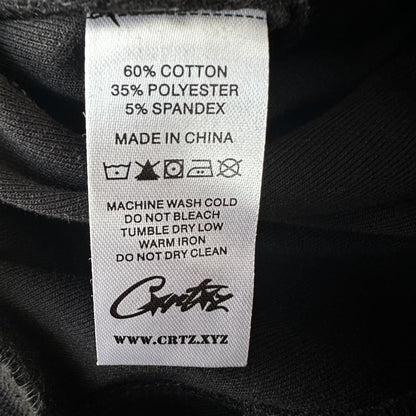 60% COTTON
35% POLYESTER
5% SPANDEX
MADE IN CHINA
MACHINE WASH COLD
DO NOT BLEACH
TUMBLE DRY LOW
WARM IRON
DO NOT DRY CLEAN
Crtz
WWW.CRTZ.XYZ